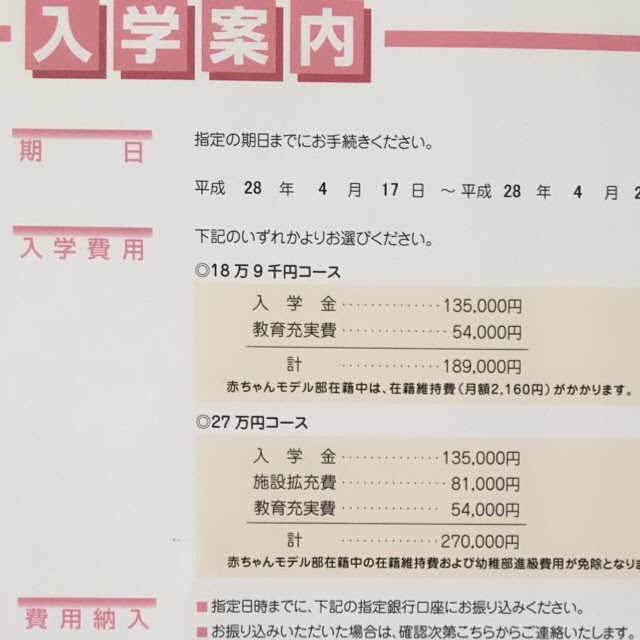 入学案内
期日
指定の期日までにお手続きください。
平成 28 年 4 月 17 日 ～平成 28 年 4 月 2
入学費用
下記のいずれかよりお選びください。
◎18万9千円コース
入学金··············135,000円
教育充実費··············54,000円
計··············189,000円
赤ちゃんモデル部在籍中は、在籍維持費（月額2,160円）がかかります。
◎27万円コース
入学金··············135,000円
施設拡充費··············81,000円
教育充実費··············54,000円
計··············270,000円
赤ちゃんモデル部在籍中の在籍維持費および幼稚部進級費用が免除となりま
費用納入
■指定日時までに、下記の指定銀行口座にお振り込みください。
■お振り込みいただいた場合は、確認次第こちらからご連絡いたします。